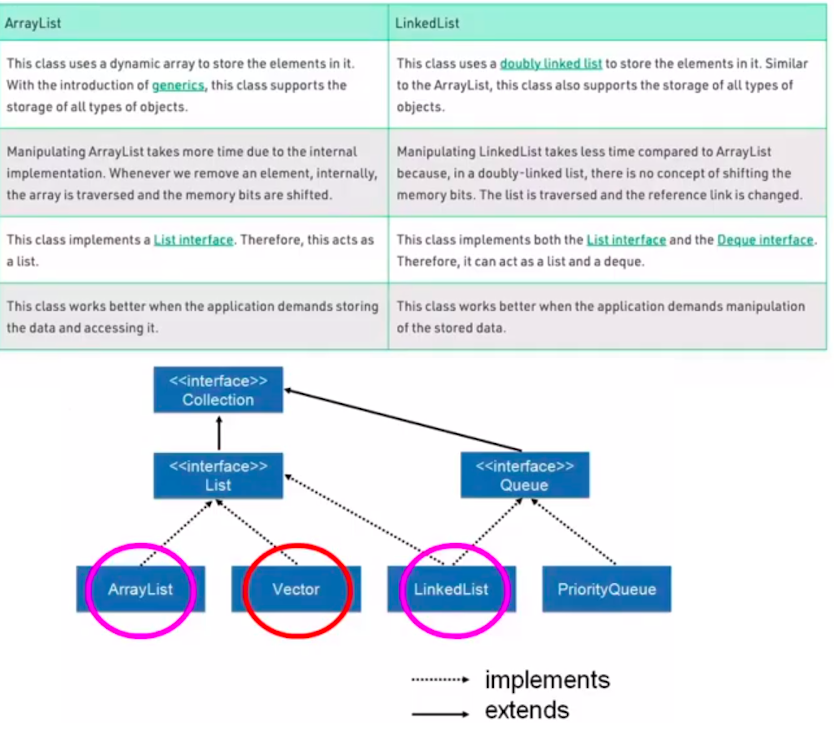 ArrayList
LinkedList
This class uses a dynamic array to store the elements in it.
With the introduction of generics, this class supports the
storage of all types of objects.
This class uses a doubly linked list to store the elements in it. Similar
to the ArrayList, this class also supports the storage of all types of
objects.
Manipulating ArrayList takes more time due to the internal
implementation. Whenever we remove an element, internally,
the array is traversed and the memory bits are shifted.
Manipulating LinkedList takes less time compared to ArrayList
because, in a doubly-linked list, there is no concept of shifting the
memory bits. The list is traversed and the reference link is changed.
This class implements a List interface. Therefore, this acts as
a list.
This class implements both the List interface and the Deque interface.
Therefore, it can act as a list and a deque.
This class works better when the application demands storing
the data and accessing it.
This class works better when the application demands manipulation
of the stored data.
<<interface>>
Collection
<<interface>>
List
<<interface>>
Queue
ArrayList
Vector
LinkedList
PriorityQueue
implements
extends